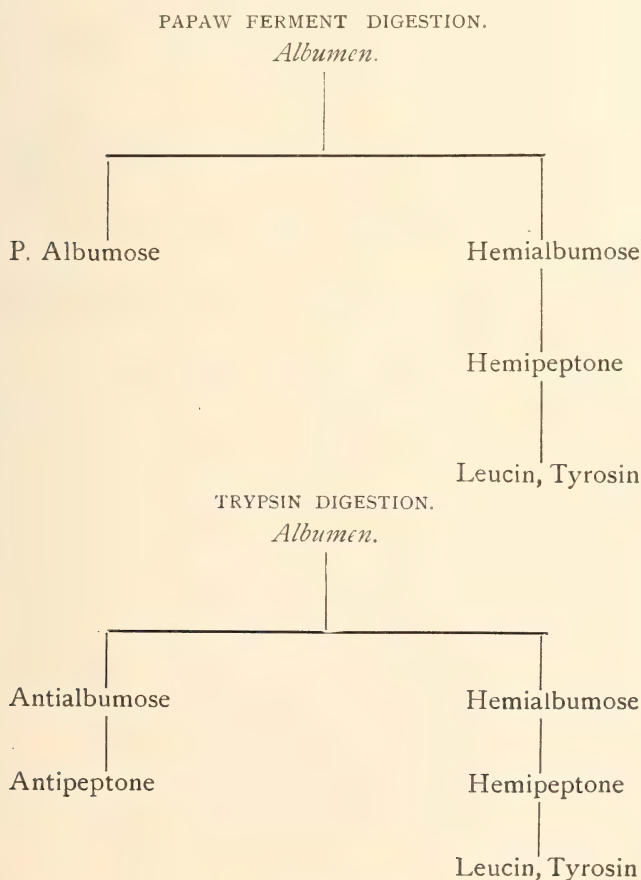 PAPAW FERMENT DIGESTION.
Albumen.
P. Albumose
Hemialbumose
Hemipeptone
Leucin, Tyrosin
TRYPSIN DIGESTION.
Albumen.
Antialbumose
Hemialbumose
Antipeptone
Hemipeptone
Leucin, Tyrosin